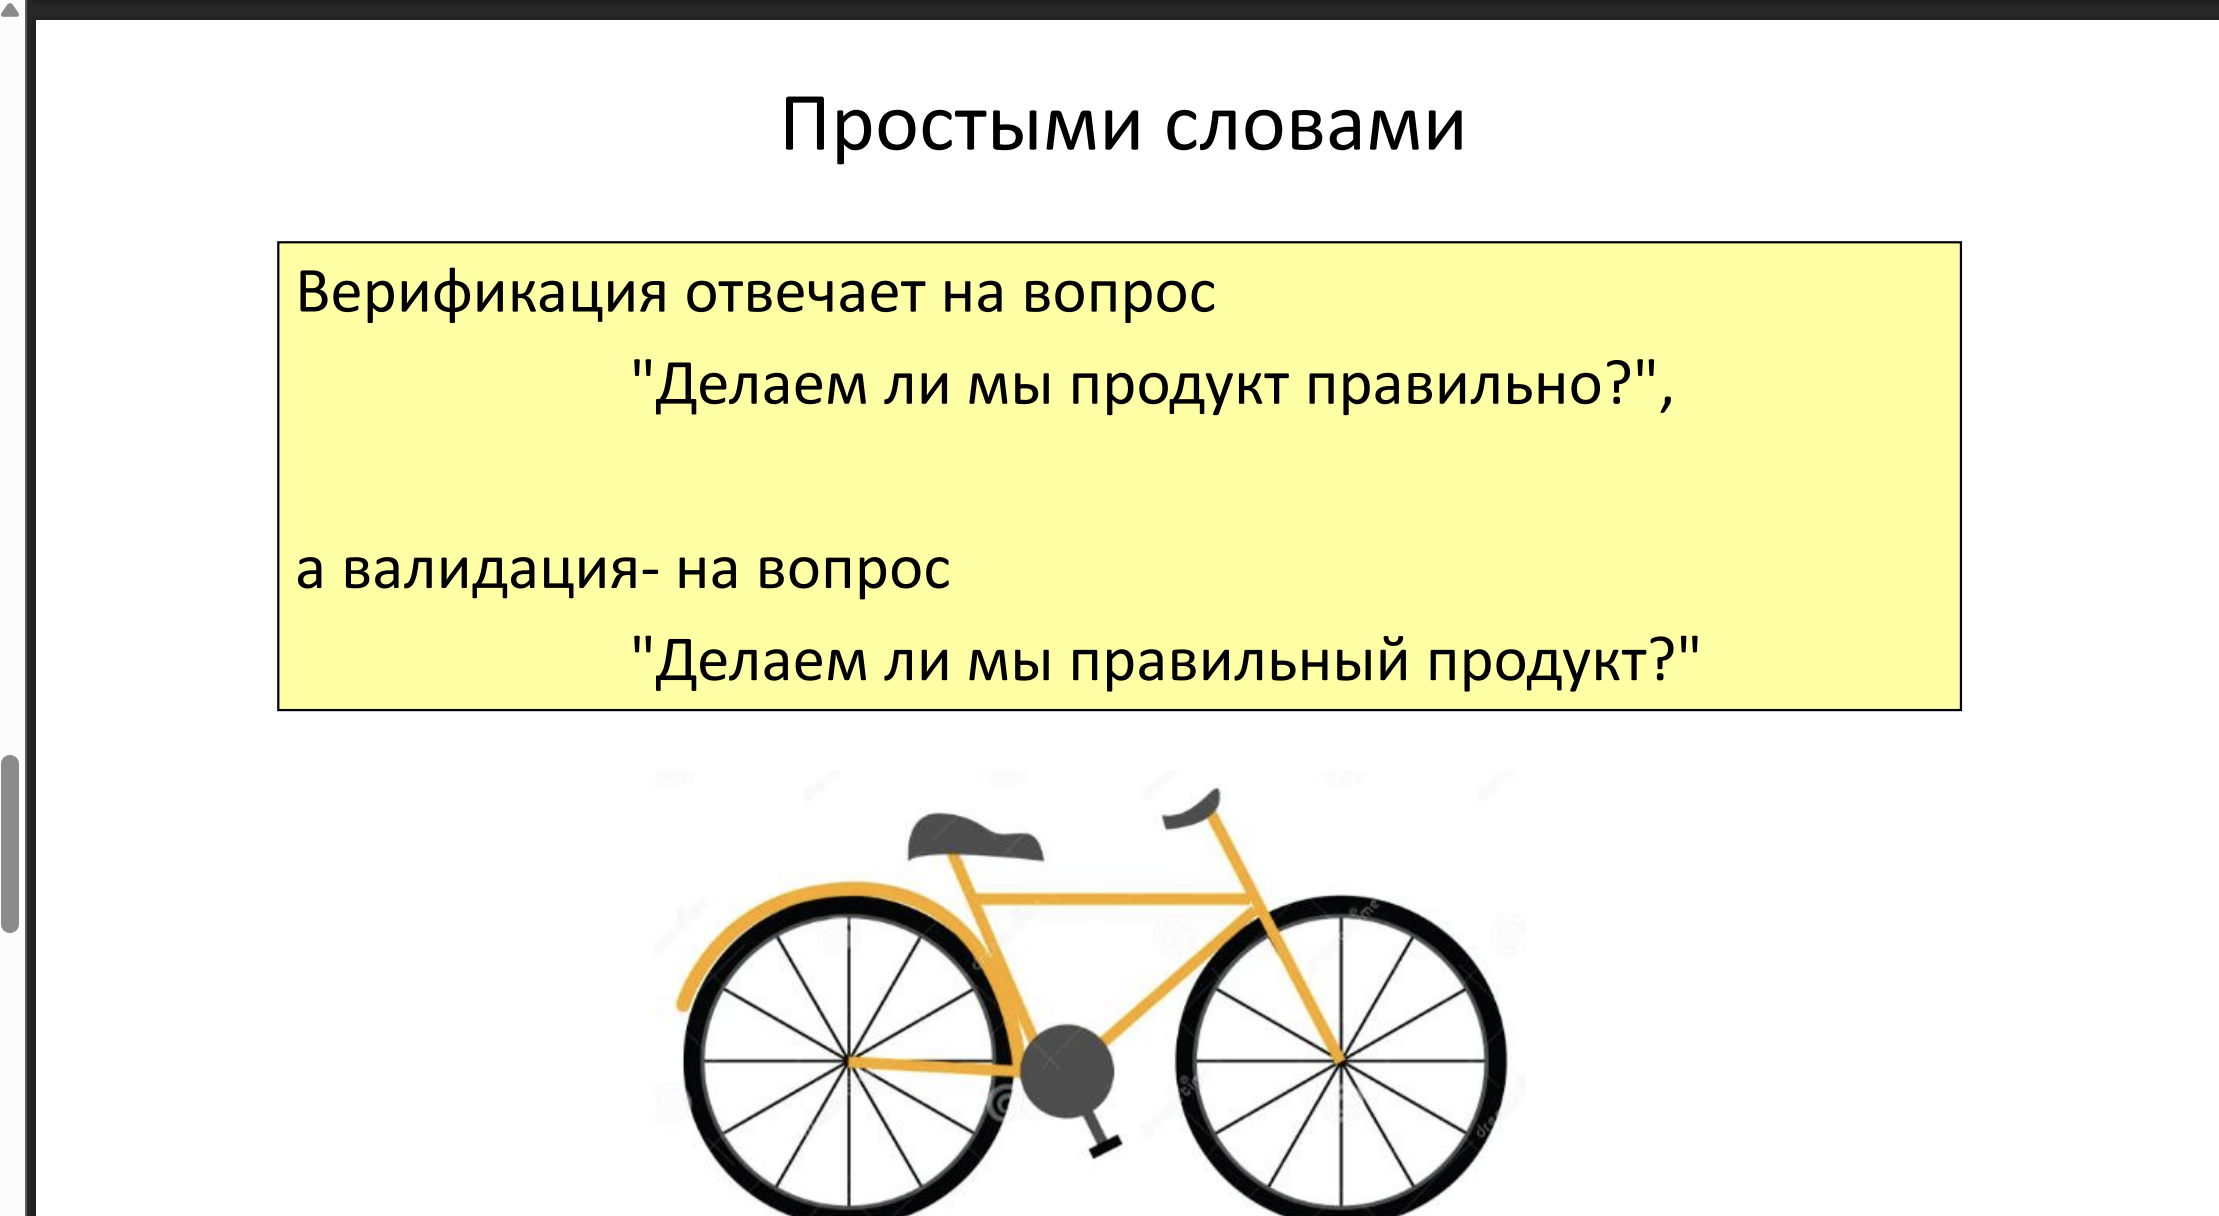 Простыми словами
Верификация отвечает на вопрос
"Делаем ли мы продукт правильно?",
а валидация- на вопрос
"Делаем ли мы правильный продукт?"